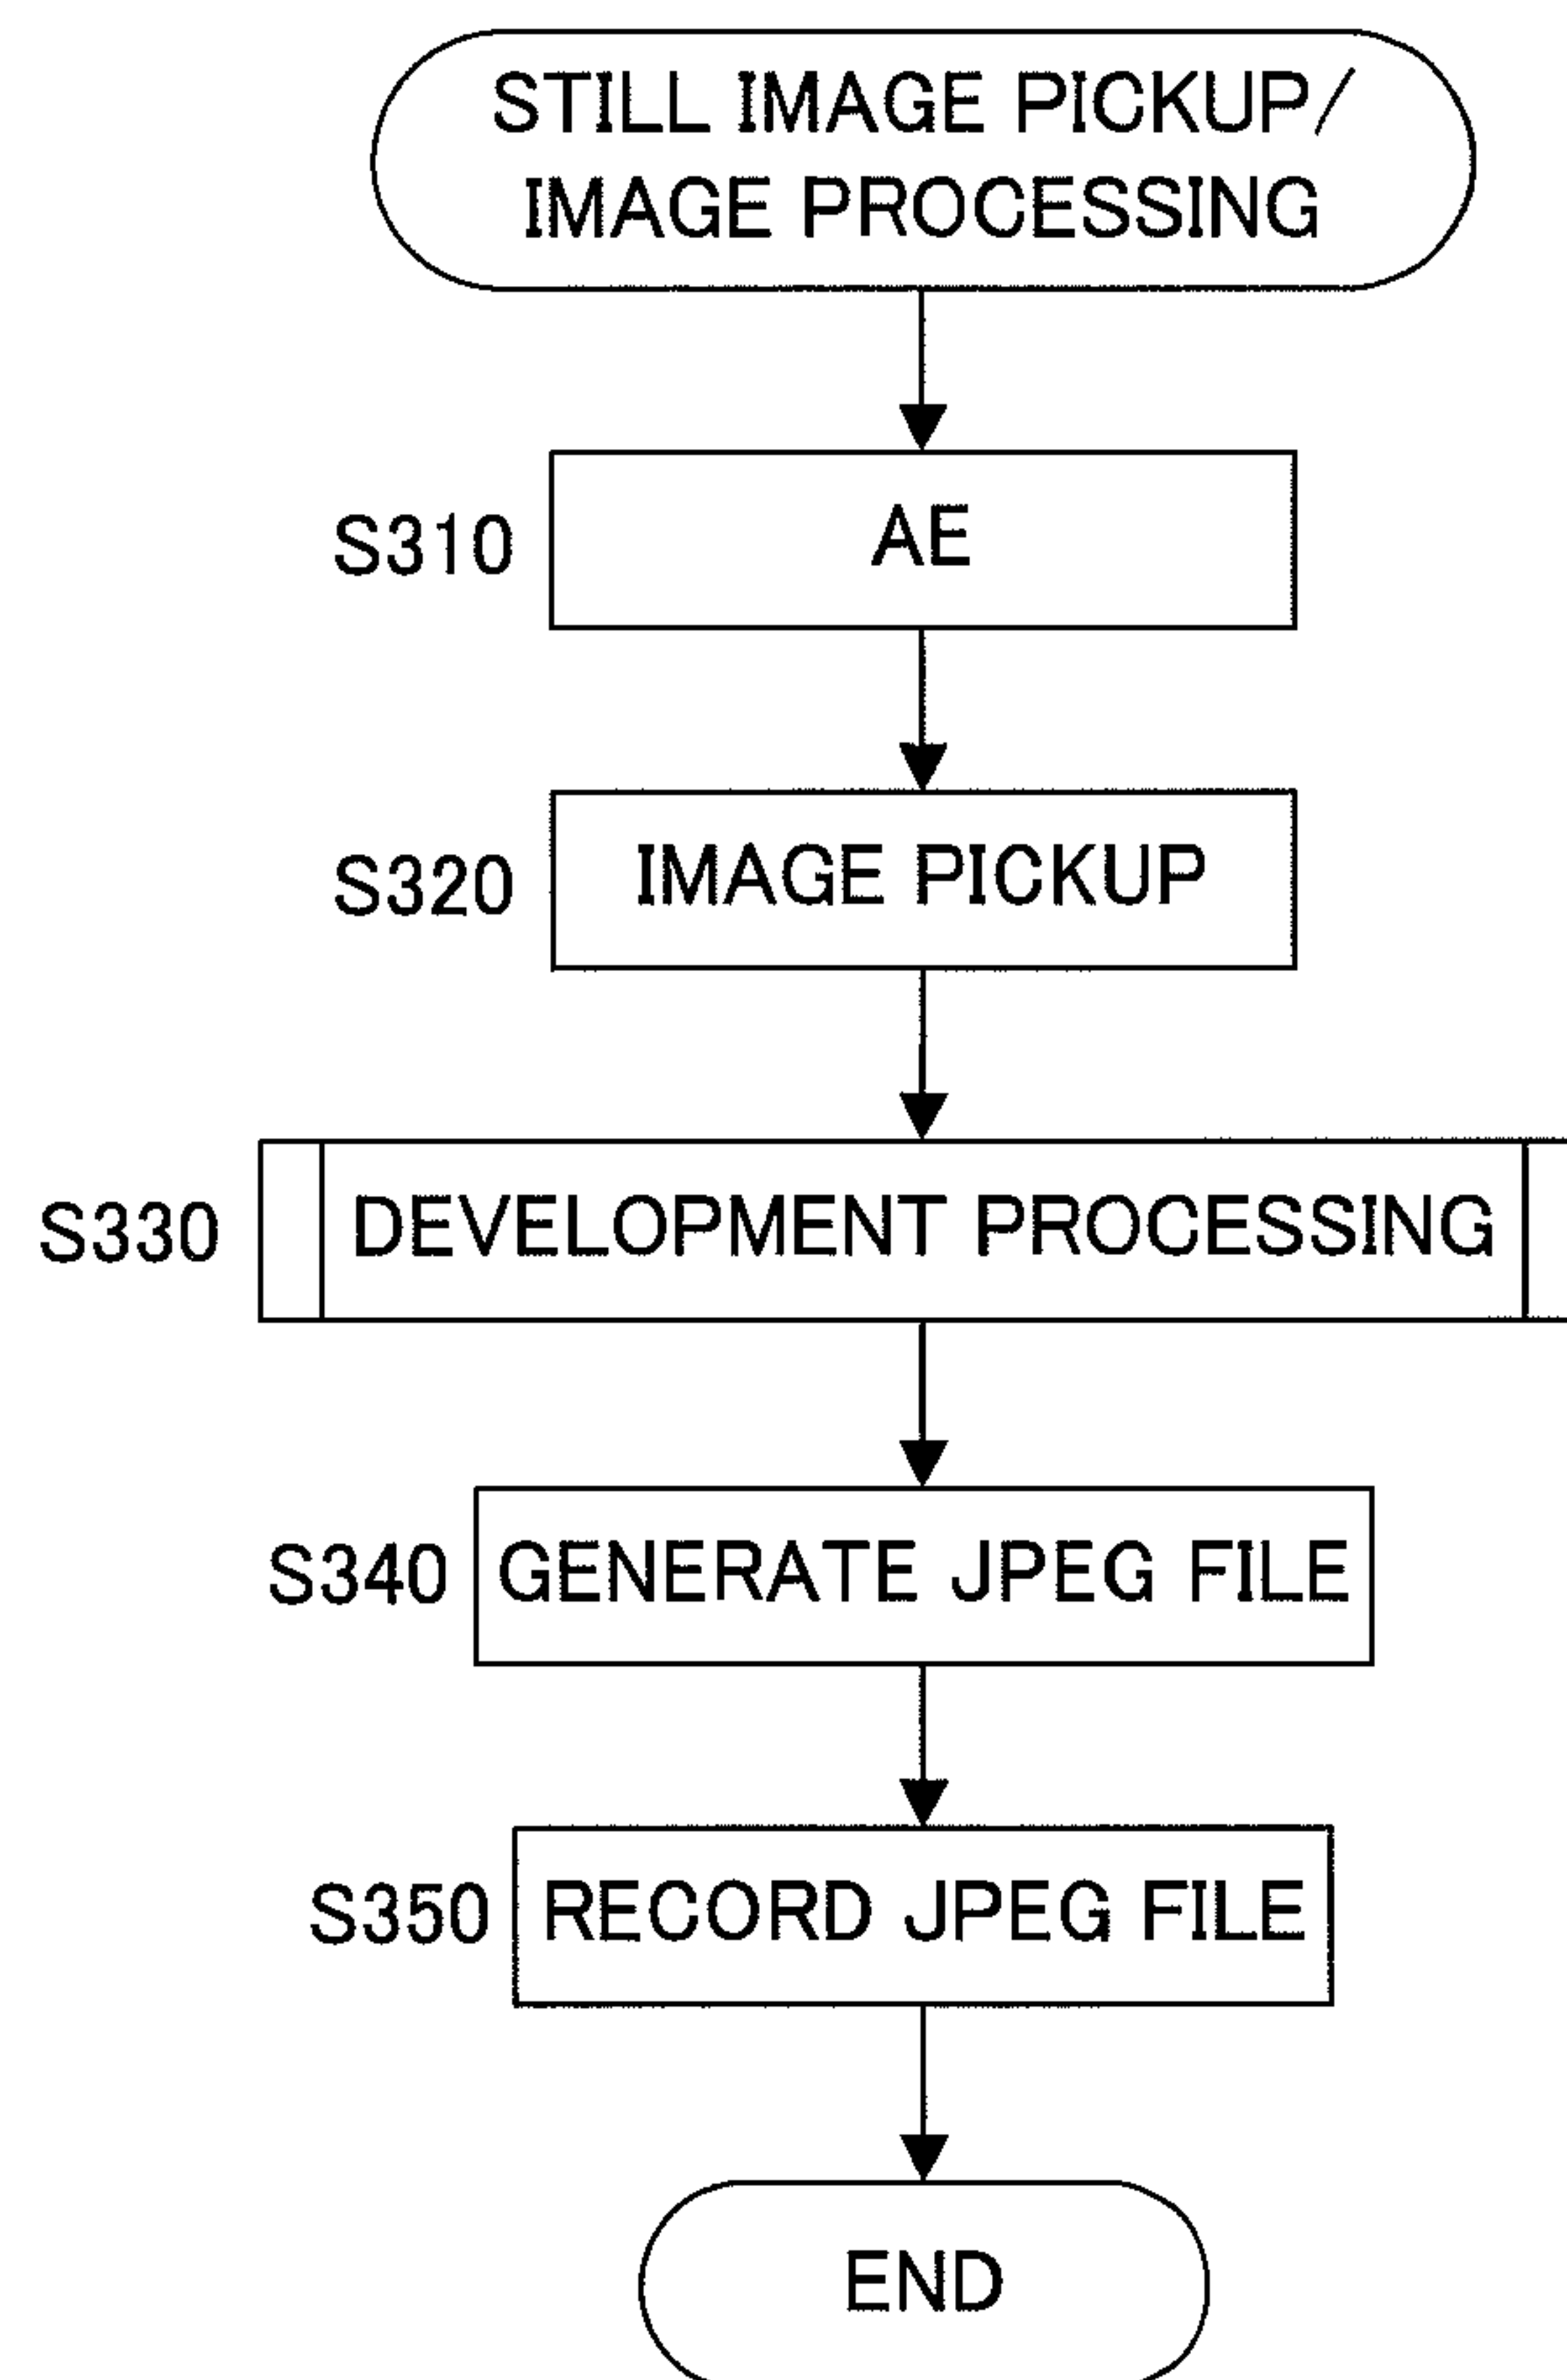 STILL IMAGE PICKUP/
IMAGE PROCESSING
S310
AE
S320
IMAGE PICKUP
S330
DEVELOPMENT PROCESSING
S340
GENERATE JPEG FILE
S350
RECORD JPEG FILE
END